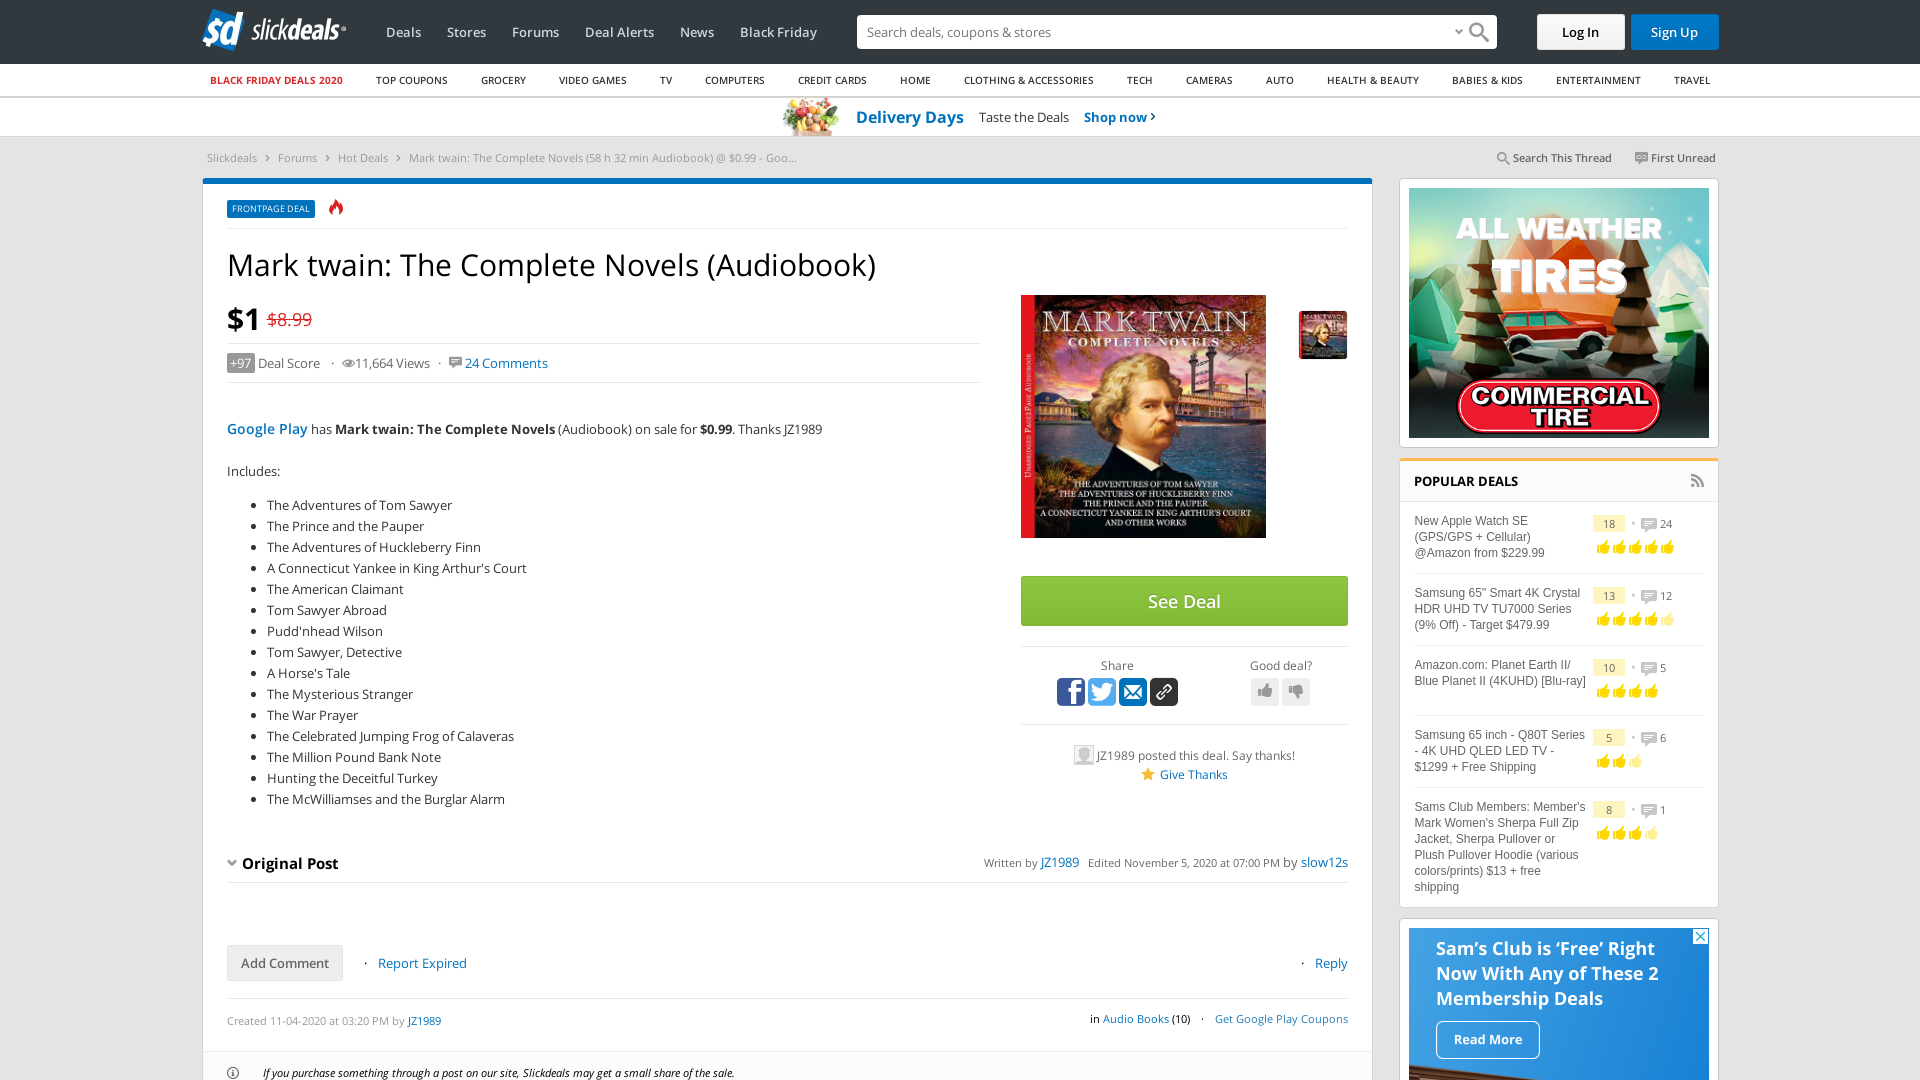 slickdeals
Deals Stores Forums Deal Alerts News Black Friday
Search deals, coupons & shopping
Log In
Sign Up
BLACK FRIDAY DEALS 2020 TOP COUPONS GROCERY VIDEO GAMES TV COMPUTERS CREDIT CARDS HOME CLOTHING & ACCESSORIES TECH CAMERAS AUTO HEALTH & BEAUTY BABIES & KIDS ENTERTAINMENT TRAVEL
Delivery Days Taste the Deals Shop now ›
Slickdeals › Forums › Hot Deals › Mark twain: The Complete Novels (58 h 32 min Audiobook) @ $0.99 - Goo...
Search This Thread First Unread
FRONTPAGE DEAL
Mark twain: The Complete Novels (Audiobook)
$1 $8.99
+97 Deal Score · 11,664 Views · 24 Comments
Google Play has Mark twain: The Complete Novels (Audiobook) on sale for $0.99. Thanks JZ1989
Includes:
• The Adventures of Tom Sawyer
• The Prince and the Pauper
• The Adventures of Huckleberry Finn
• A Connecticut Yankee in King Arthur's Court
• The American Claimant
• Tom Sawyer Abroad
• Pudd'nhead Wilson
• Tom Sawyer, Detective
• A Horse's Tale
• The Mysterious Stranger
• The War Prayer
• The Celebrated Jumping Frog of Calaveras
• The Million Pound Bank Note
• Hunting the Deceitful Turkey
• The McWilliamses and the Burglar Alarm
MARK TWAIN
COMPLETE NOVELS
UNABRIDGED PAGE2PAGE AUDIOBOOK
THE ADVENTURES OF TOM SAWYER
THE ADVENTURES OF HUCKLEBERRY FINN
THE PRINCE AND THE PAUPER
A CONNECTICUT YANKEE IN KING ARTHUR'S COURT
AND OTHER WORKS
MARK TWAIN
See Deal
Share
Good deal?
JZ1989 posted this deal. Say thanks!
Give Thanks
Original Post
Written by JZ1989 Edited November 5, 2020 at 07:00 PM by slow12s
Add Comment · Report Expired
· Reply
Created 11-04-2020 at 03:20 PM by JZ1989
in Audio Books (10) · Get Google Play Coupons
If you purchase something through a post on our site, Slickdeals may get a small share of the sale.
ALL WEATHER
TIRES
COMMERCIAL
TIRE
POPULAR DEALS
New Apple Watch SE
(GPS/GPS + Cellular)
@Amazon from $229.99
18 • 24
Samsung 65" Smart 4K Crystal
HDR UHD TV TU7000 Series
(9% Off) - Target $479.99
13 • 12
Amazon.com: Planet Earth II/
Blue Planet II (4KUHD) [Blu-ray]
10 • 5
Samsung 65 inch - Q80T Series
- 4K UHD QLED LED TV -
$1299 + Free Shipping
5 • 6
Sams Club Members: Member's
Mark Women's Sherpa Full Zip
Jacket, Sherpa Pullover or
Plush Pullover Hoodie (various
colors/prints) $13 + free
shipping
8 • 1
Sam's Club is 'Free' Right
Now With Any of These 2
Membership Deals
Read More